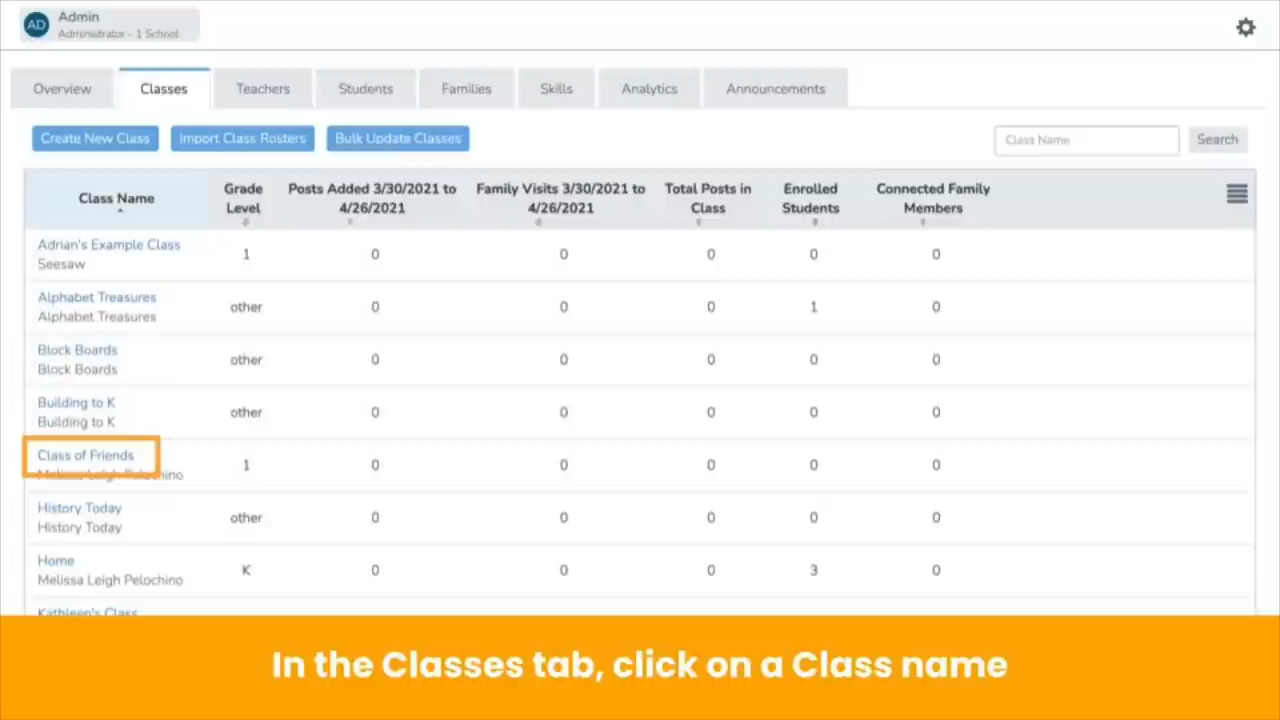 AD
Admin
Administrator - 1 School
Overview
Classes
Teachers
Students
Families
Skills
Analytics
Announcements
Create New Class
Import Class Rosters
Bulk Update Classes
Class Name
Search
Class Name
Grade Level
Posts Added 3/30/2021 to 4/26/2021
Family Visits 3/30/2021 to 4/26/2021
Total Posts in Class
Enrolled Students
Connected Family Members
Adrian's Example Class
Seesaw
1 0 0 0 0 0
Alphabet Treasures
Alphabet Treasures
other 0 0 0 1 0
Block Boards
Block Boards
other 0 0 0 0 0
Building to K
Building to K
other 0 0 0 0 0
Class of Friends
Melissa Leigh Pelochino
1 0 0 0 0 0
History Today
History Today
other 0 0 0 0 0
Home
Melissa Leigh Pelochino
K 0 0 0 3 0
Kathleen's Class
In the Classes tab, click on a Class name